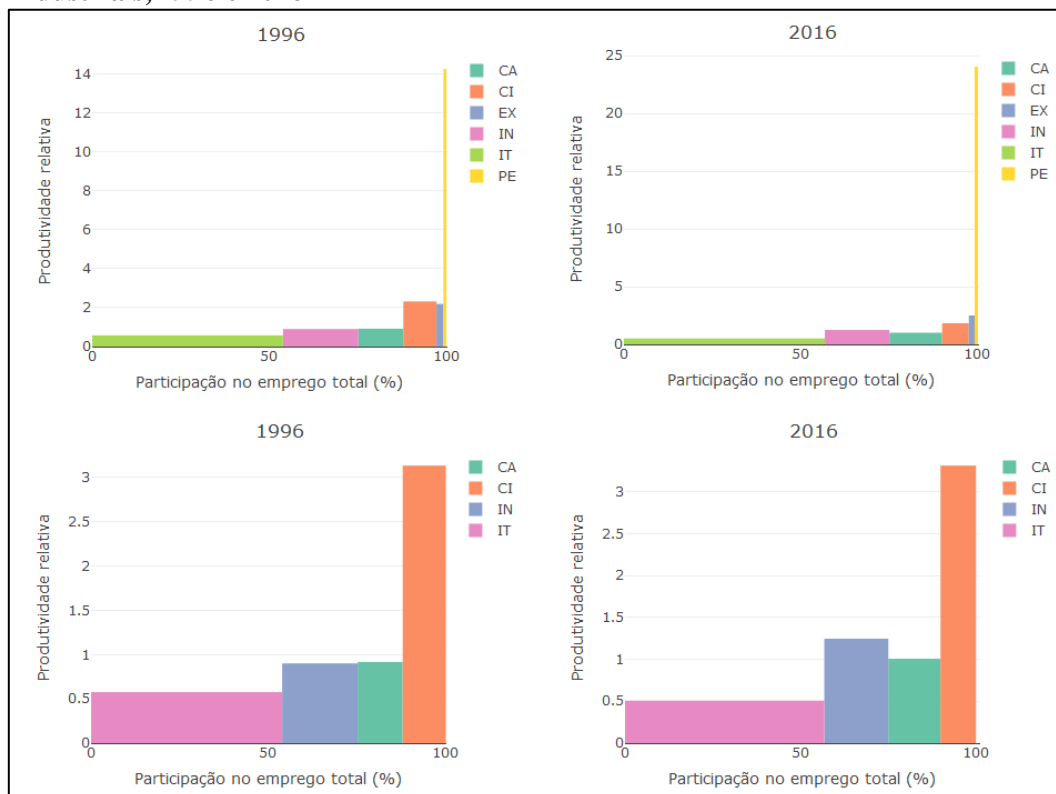 1996
14
12
10
8
6
4
2
0
0
50
100
Produtividade relativa
Participação no emprego total (%)
CA
CI
EX
IN
IT
PE
2016
25
20
15
10
5
0
0
50
100
Produtividade relativa
Participação no emprego total (%)
CA
CI
EX
IN
IT
PE
1996
3
2.5
2
1.5
1
0.5
0
0
50
100
Produtividade relativa
Participação no emprego total (%)
CA
CI
IN
IT
2016
3
2.5
2
1.5
1
0.5
0
0
50
100
Produtividade relativa
Participação no emprego total (%)
CA
CI
IN
IT